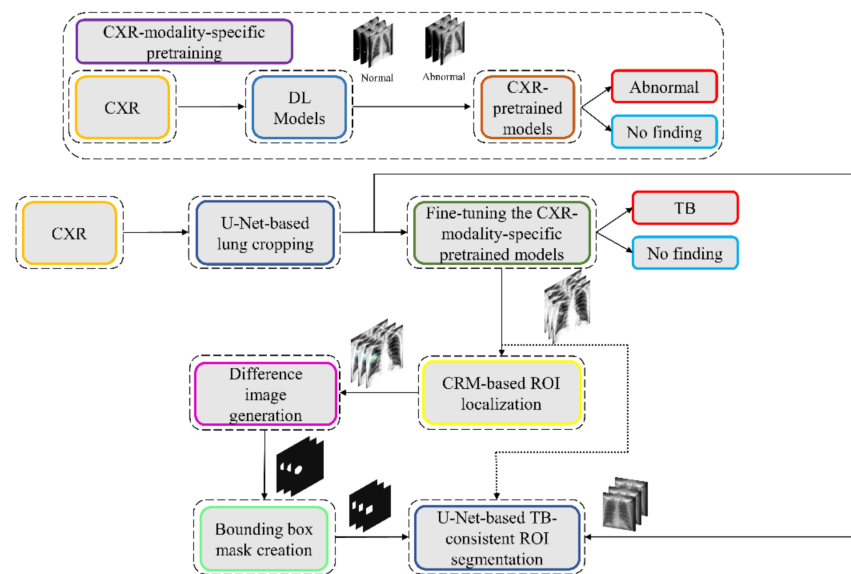 CXR-modality-specific
pretraining
Normal
Abnormal
CXR
DL
Models
CXR-
pretrained
models
Abnormal
No finding
CXR
U-Net-based
lung cropping
Fine-tuning the CXR-
modality-specific
pretrained models
TB
No finding
Difference
image
generation
CRM-based ROI
localization
Bounding box
mask creation
U-Net-based TB-
consistent ROI
segmentation